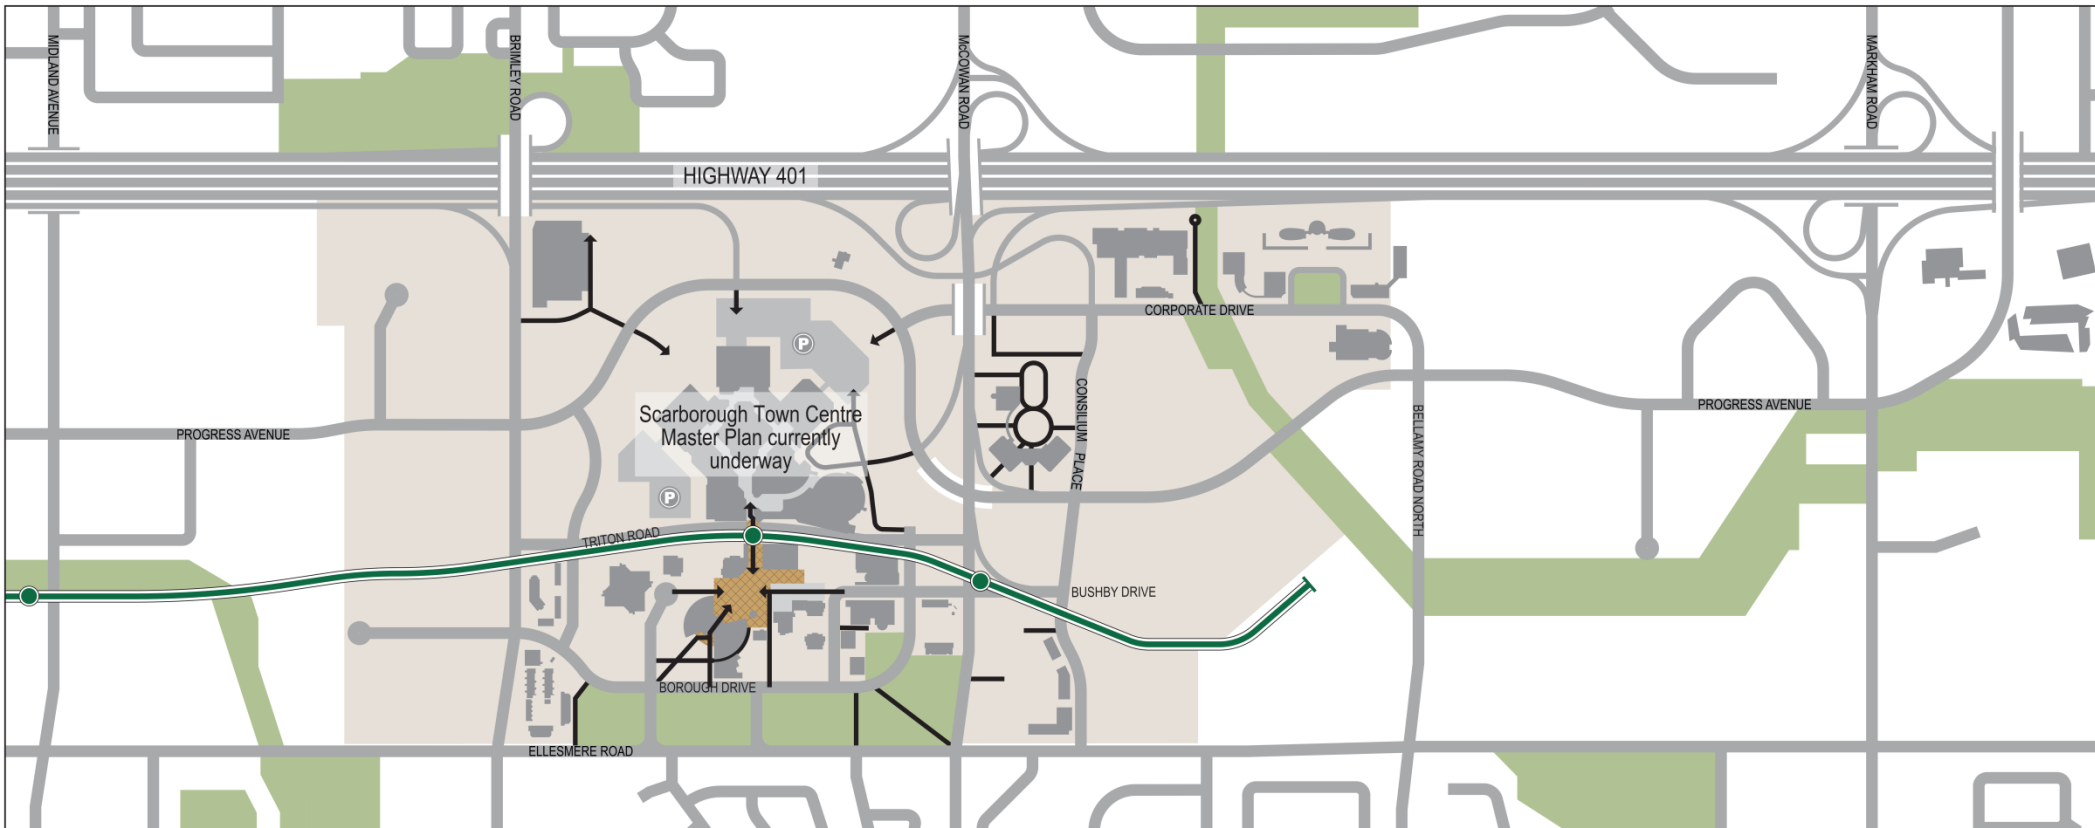 MIDLAND AVENUE
BRIMLEY ROAD
McCOWAN ROAD
MARKHAM ROAD
HIGHWAY 401
CORPORATE DRIVE
P
Scarborough Town Centre
Master Plan currently
underway
PROGRESS AVENUE
CONSILIUM PLACE
BELLAMY ROAD NORTH
PROGRESS AVENUE
P
TRITON ROAD
BUSHBY DRIVE
BOROUGH DRIVE
ELLESMERE ROAD